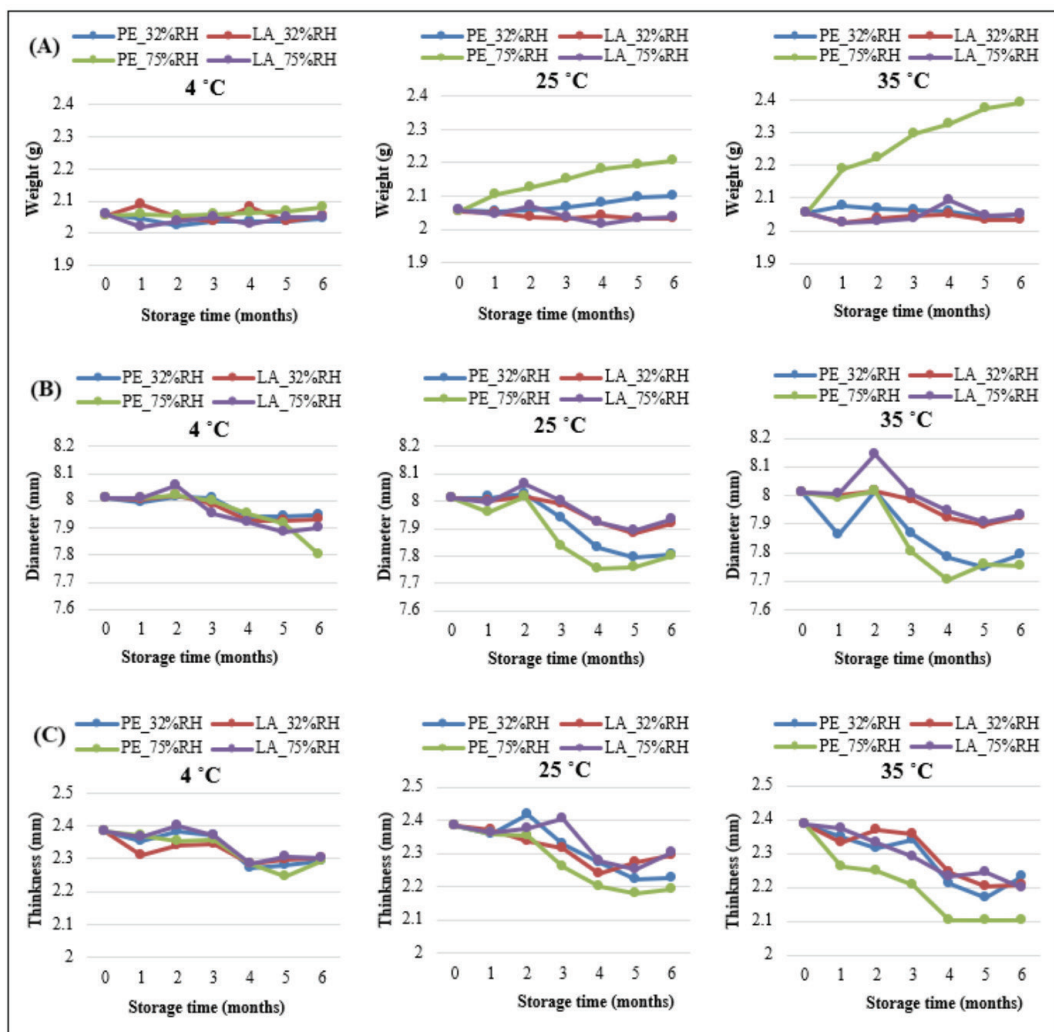 (A)
PE_32%RH LA_32%RH
PE_75%RH LA_75%RH
4 ˚C
Weight (g)
2.4
2.3
2.2
2.1
2
1.9
0 1 2 3 4 5 6
Storage time (months)
PE_32%RH LA_32%RH
PE_75%RH LA_75%RH
25 ˚C
Weight (g)
2.4
2.3
2.2
2.1
2
1.9
0 1 2 3 4 5 6
Storage time (months)
PE_32%RH LA_32%RH
PE_75%RH LA_75%RH
35 ˚C
Weight (g)
2.4
2.3
2.2
2.1
2
1.9
0 1 2 3 4 5 6
Storage time (months)
(B)
PE_32%RH LA_32%RH
PE_75%RH LA_75%RH
4 ˚C
Diameter (mm)
8.2
8.1
8
7.9
7.8
7.7
7.6
0 1 2 3 4 5 6
Storage time (months)
PE_32%RH LA_32%RH
PE_75%RH LA_75%RH
25 ˚C
Diameter (mm)
8.2
8.1
8
7.9
7.8
7.7
7.6
0 1 2 3 4 5 6
Storage time (months)
PE_32%RH LA_32%RH
PE_75%RH LA_75%RH
35 ˚C
Diameter (mm)
8.2
8.1
8
7.9
7.8
7.7
7.6
0 1 2 3 4 5 6
Storage time (months)
(C)
PE_32%RH LA_32%RH
PE_75%RH LA_75%RH
4 ˚C
Thinkness (mm)
2.5
2.4
2.3
2.2
2.1
2
0 1 2 3 4 5 6
Storage time (months)
PE_32%RH LA_32%RH
PE_75%RH LA_75%RH
25 ˚C
Thinkness (mm)
2.5
2.4
2.3
2.2
2.1
2
0 1 2 3 4 5 6
Storage time (months)
PE_32%RH LA_32%RH
PE_75%RH LA_75%RH
35 ˚C
Thinkness (mm)
2.5
2.4
2.3
2.2
2.1
2
0 1 2 3 4 5 6
Storage time (months)